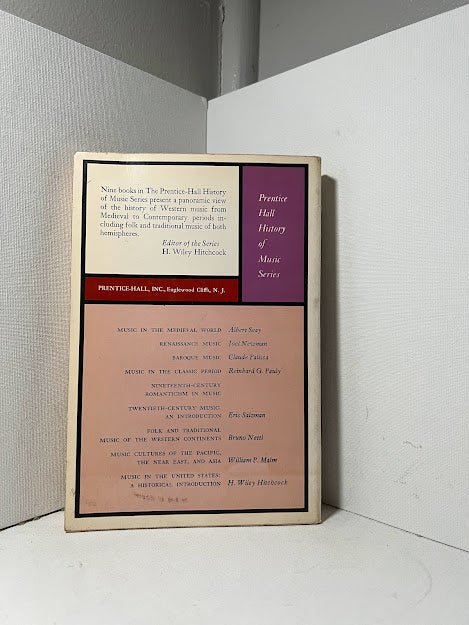 Nine books in The Prentice-Hall History
of Music Series present a panoramic view
of the history of Western music from
Medieval to Contemporary periods in-
cluding folk and traditional music of both
hemispheres.
Editor of the Series
H. Wiley Hitchcock
Prentice
Hall
History
of
Music
Series
PRENTICE-HALL, INC., Englewood Cliffs, N. J.
MUSIC IN THE MEDIEVAL WORLD Albert Seay
RENAISSANCE MUSIC Joel Newman
BAROQUE MUSIC Claude Palisca
MUSIC IN THE CLASSIC PERIOD Reinhard G. Pauly
NINETEENTH-CENTURY
ROMANTICISM IN MUSIC
TWENTIETH-CENTURY MUSIC:
AN INTRODUCTION Eric Salzman
FOLK AND TRADITIONAL
MUSIC OF THE WESTERN CONTINENTS Bruno Nettl
MUSIC CULTURES OF THE PACIFIC,
THE NEAR EAST, AND ASIA William P. Malm
MUSIC IN THE UNITED STATES:
A HISTORICAL INTRODUCTION H. Wiley Hitchcock